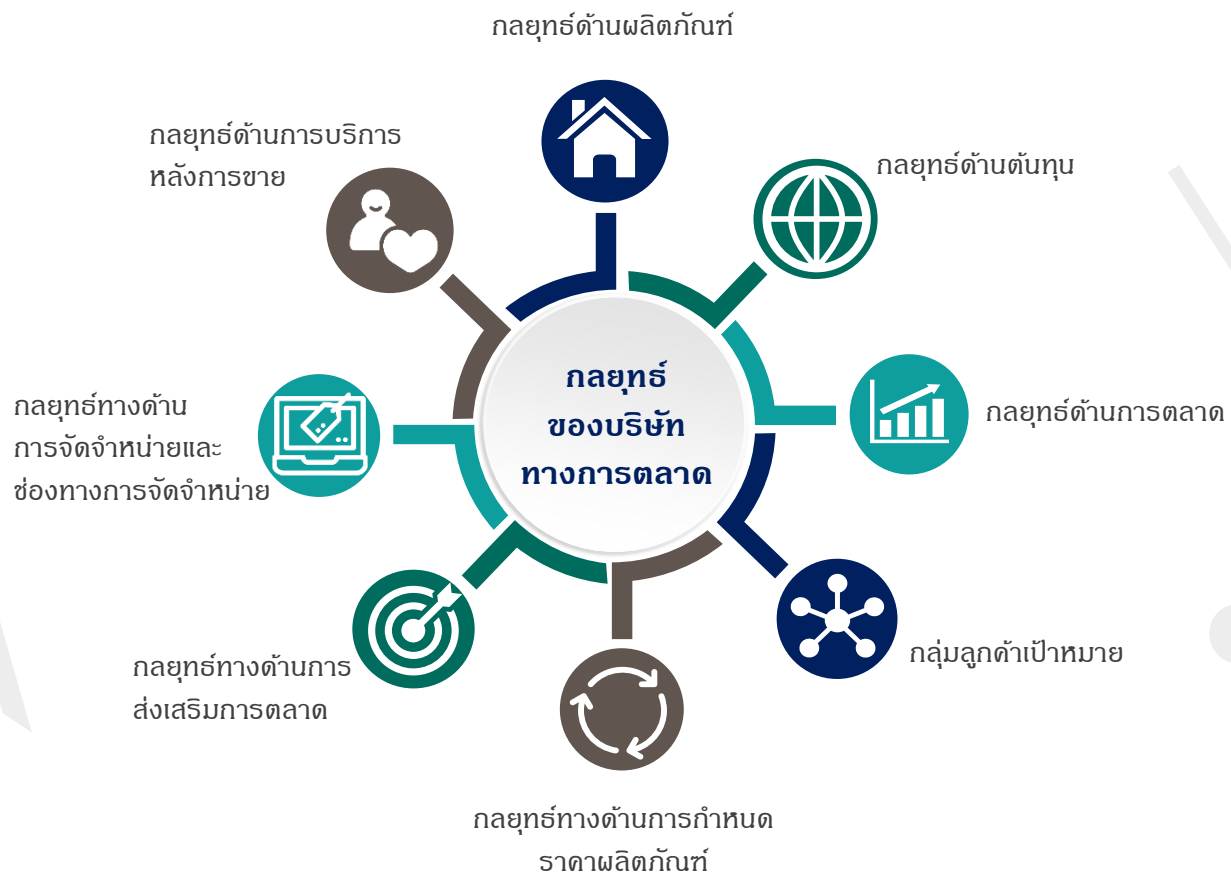 กลยุทธ์ด้านผลิตภัณฑ์
กลยุทธ์ด้านการบริการ
หลังการขาย
กลยุทธ์ด้านต้นทุน
กลยุทธ์
ของบริษัท
ทางการตลาด
กลยุทธ์ทางด้าน
การจัดจำหน่ายและ
ช่องทางการจัดจำหน่าย
กลยุทธ์ด้านการตลาด
กลุ่มลูกค้าเป้าหมาย
กลยุทธ์ทางด้านการ
ส่งเสริมการตลาด
กลยุทธ์ทางด้านการกำหนด
ราคาผลิตภัณฑ์